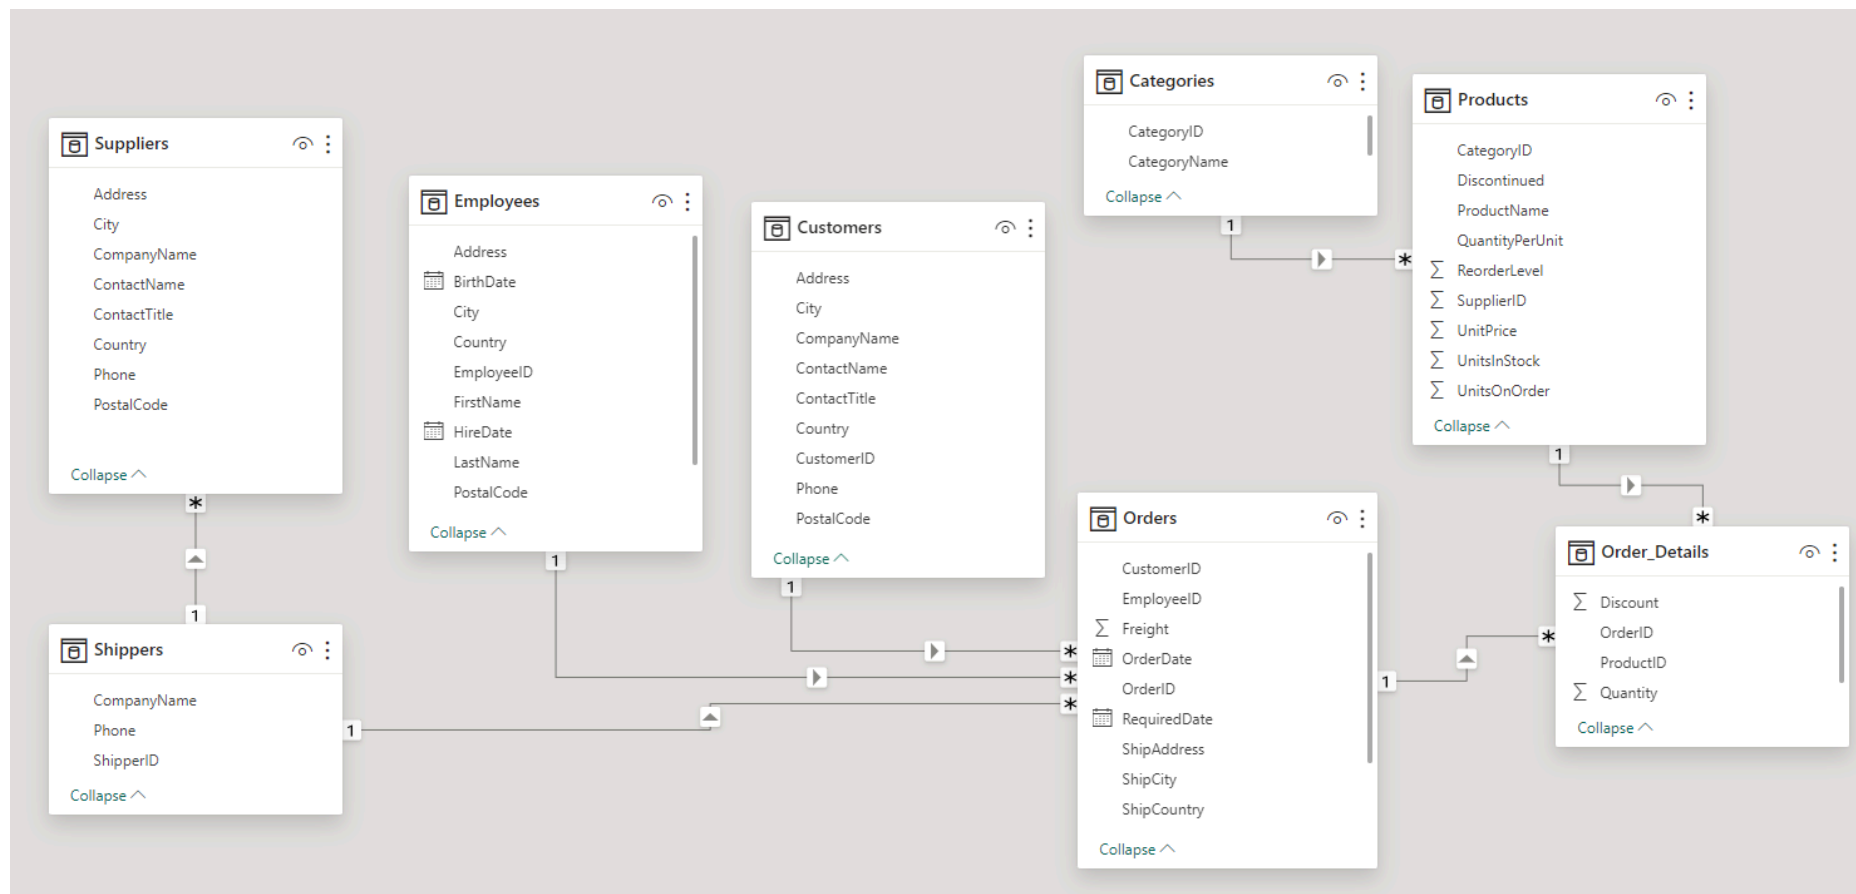 Suppliers
Address
City
CompanyName
ContactName
ContactTitle
Country
Phone
PostalCode
Collapse
*
1
Shippers
CompanyName
Phone
ShipperID
Collapse
1
Employees
Address
BirthDate
City
Country
EmployeeID
FirstName
HireDate
LastName
PostalCode
Collapse
1
Customers
Address
City
CompanyName
ContactName
ContactTitle
Country
CustomerID
Phone
PostalCode
Collapse
1
Categories
CategoryID
CategoryName
Collapse
1
*
Products
CategoryID
Discontinued
ProductName
QuantityPerUnit
Σ ReorderLevel
Σ SupplierID
Σ UnitPrice
Σ UnitsInStock
Σ UnitsOnOrder
Collapse
1
*
*
*
*
Orders
CustomerID
EmployeeID
Σ Freight
OrderDate
OrderID
RequiredDate
ShipAddress
ShipCity
ShipCountry
Collapse
1
*
Order_Details
Σ Discount
OrderID
ProductID
Σ Quantity
Collapse